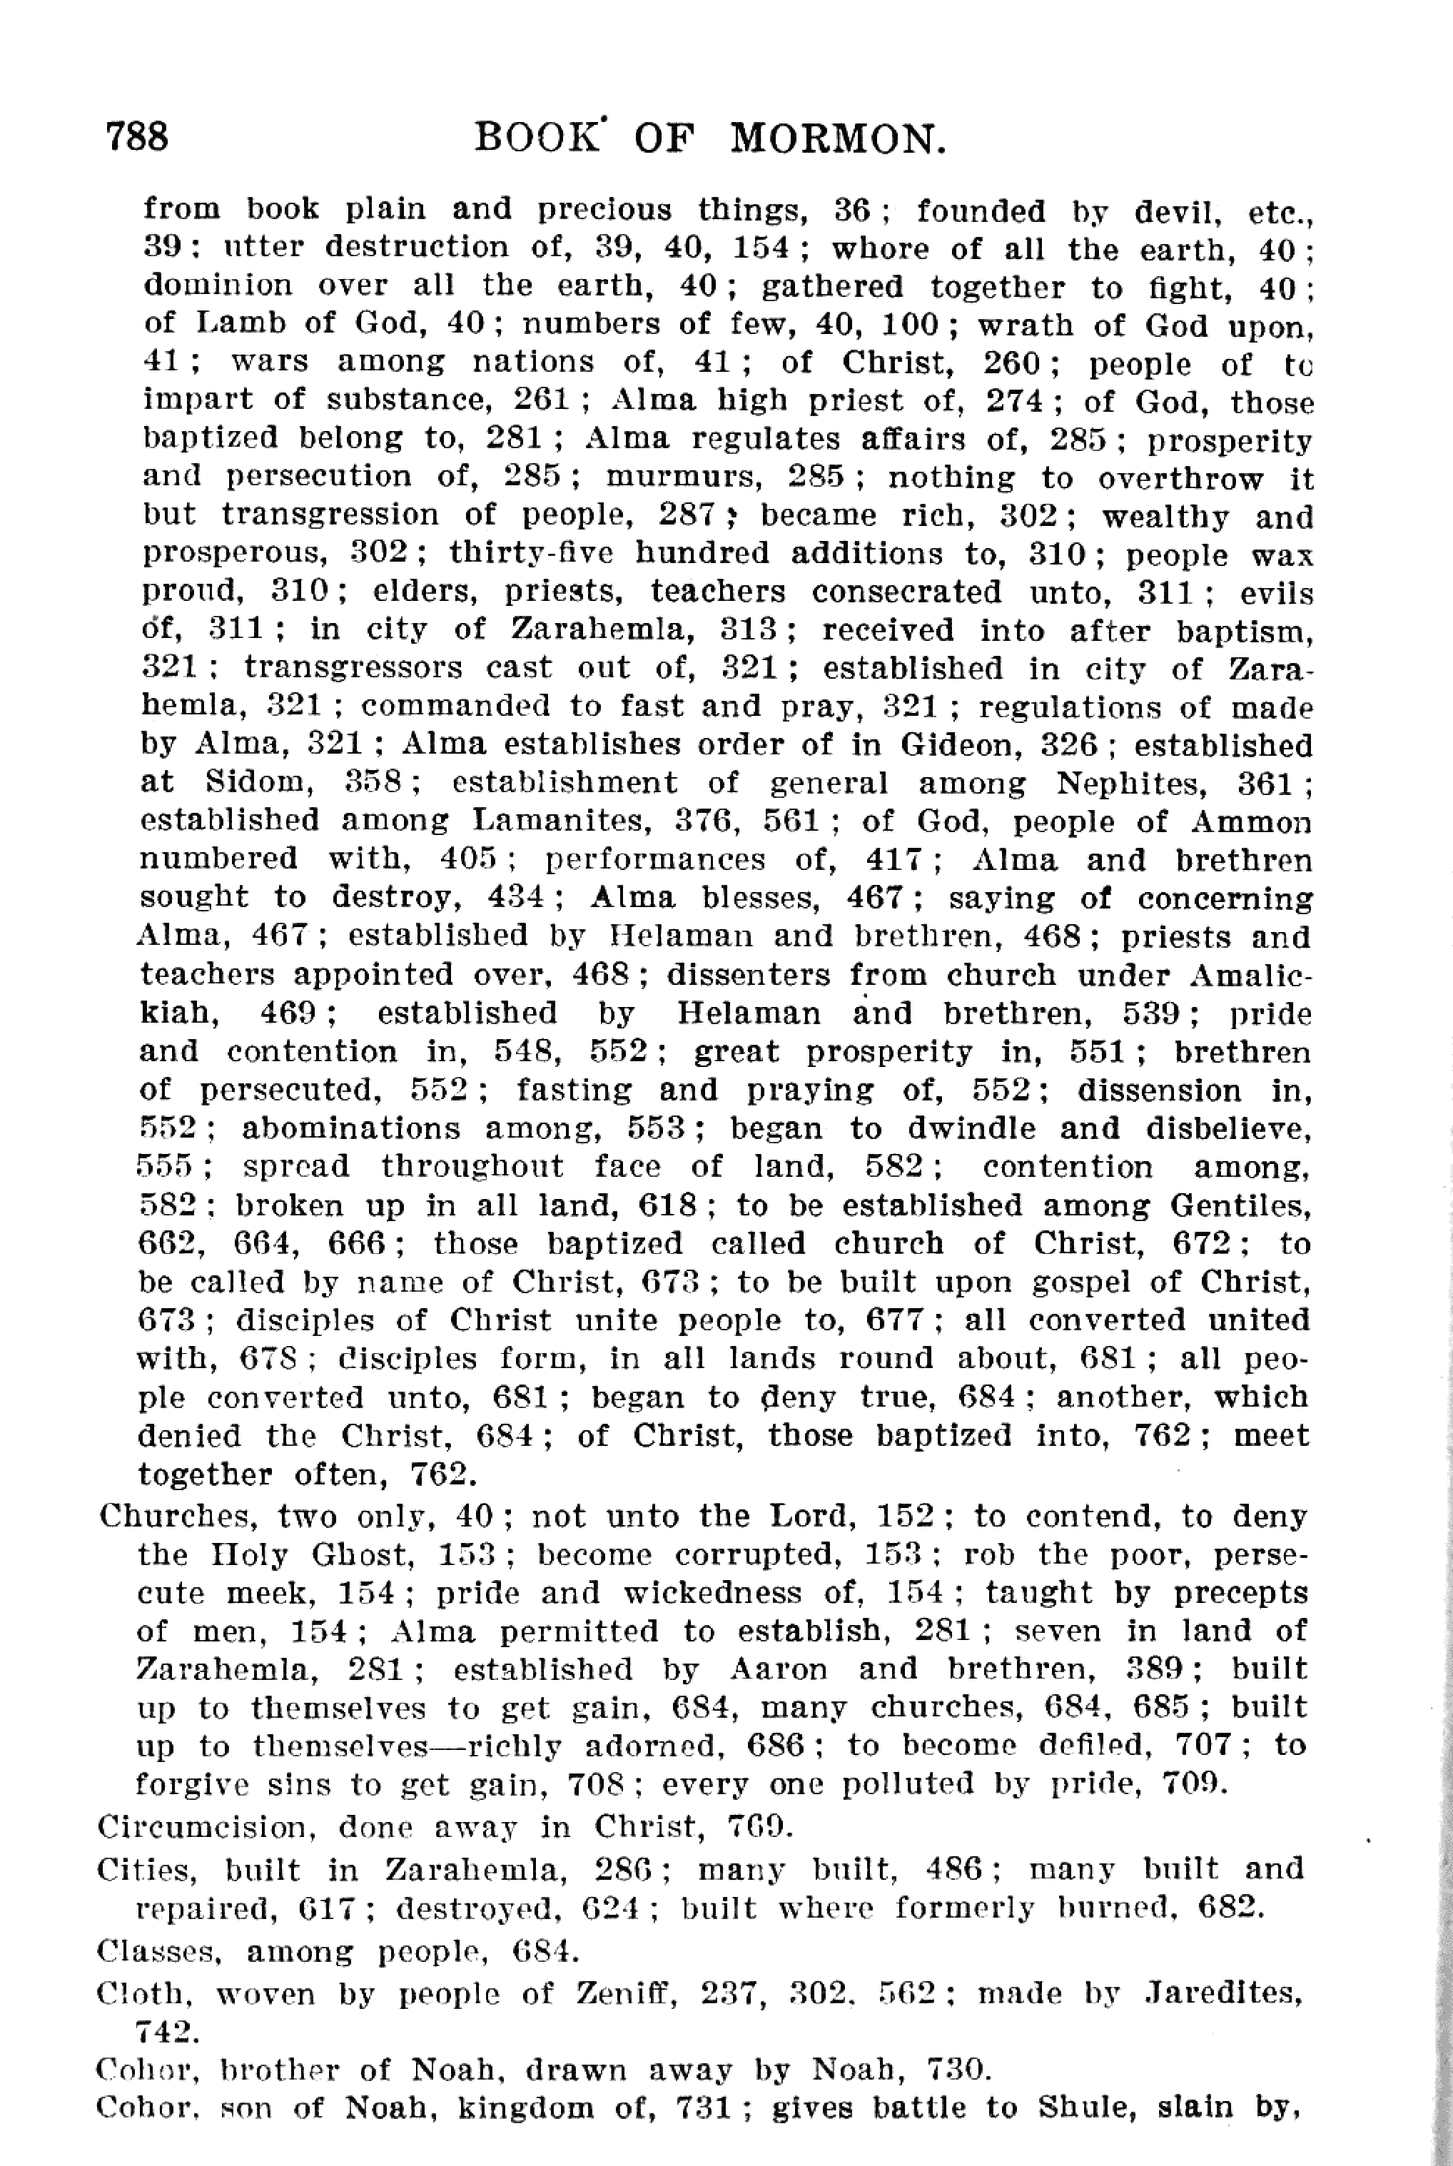 788 BOOK OF MORMON.
from book plain and precious things, 36; founded by devil, etc.,
39; utter destruction of, 39, 40, 154; whore of all the earth, 40;
dominion over all the earth, 40; gathered together to fight, 40;
of Lamb of God, 40; numbers of few, 40, 100; wrath of God upon,
41; wars among nations of, 41; of Christ, 260; people of to
impart of substance, 261; Alma high priest of, 274; of God, those
baptized belong to, 281; Alma regulates affairs of, 285; prosperity
and persecution of, 285; murmurs, 285; nothing to overthrow it
but transgression of people, 287; became rich, 302; wealthy and
prosperous, 302; thirty-five hundred additions to, 310; people wax
proud, 310; elders, priests, teachers consecrated unto, 311; evils
of, 311; in city of Zarahemla, 313; received into after baptism,
321; transgressors cast out of, 321; established in city of Zara-
hemla, 321; commanded to fast and pray, 321; regulations of made
by Alma, 321; Alma establishes order of in Gideon, 326; established
at Sidom, 358; establishment of general among Nephites, 361;
established among Lamanites, 376, 561; of God, people of Ammon
numbered with, 405; performances of, 417; Alma and brethren
sought to destroy, 434; Alma blesses, 467; saying of concerning
Alma, 467; established by Helaman and brethren, 468; priests and
teachers appointed over, 468; dissenters from church under Amalic-
kiah, 469; established by Helaman and brethren, 539; pride
and contention in, 548, 552; great prosperity in, 551; brethren
of persecuted, 552; fasting and praying of, 552; dissension in,
552; abominations among, 553; began to dwindle and disbelieve,
555; spread throughout face of land, 582; contention among,
582; broken up in all land, 618; to be established among Gentiles,
662, 664, 666; those baptized called church of Christ, 672; to
be called by name of Christ, 673; to be built upon gospel of Christ,
673; disciples of Christ unite people to, 677; all converted united
with, 678; disciples form, in all lands round about, 681; all peo-
ple converted unto, 681; began to deny true, 684; another, which
denied the Christ, 684; of Christ, those baptized into, 762; meet
together often, 762.
Churches, two only, 40; not unto the Lord, 152; to contend, to deny
the Holy Ghost, 153; become corrupted, 153; rob the poor, perse-
cute meek, 154; pride and wickedness of, 154; taught by precepts
of men, 154; Alma permitted to establish, 281; seven in land of
Zarahemla, 281; established by Aaron and brethren, 389; built
up to themselves to get gain, 684, many churches, 684, 685; built
up to themselves—richly adorned, 686; to become defiled, 707; to
forgive sins to get gain, 708; every one polluted by pride, 709.
Circumcision, done away in Christ, 769.
Cities, built in Zarahemla, 286; many built, 486; many built and
repaired, 617; destroyed, 624; built where formerly burned, 682.
Classes, among people, 684.
Cloth, woven by people of Zeniff, 237, 302. 562; made by Jaredites,
742.
Cohor, brother of Noah, drawn away by Noah, 730.
Cohor, son of Noah, kingdom of, 731; gives battle to Shule, slain by,